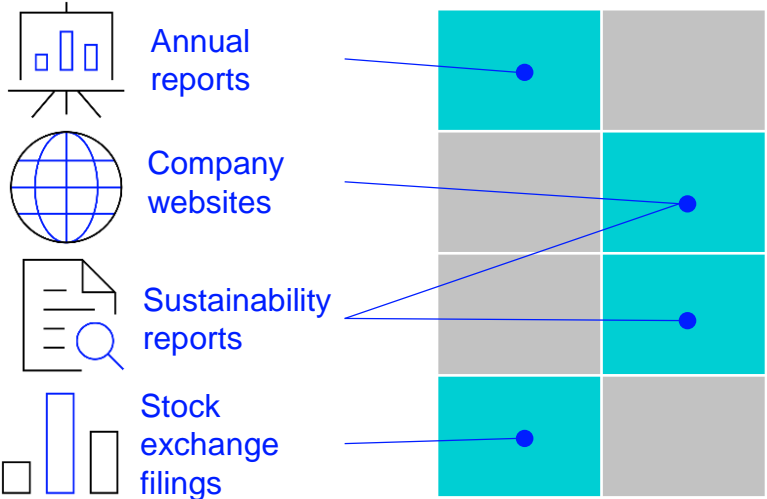 Annual
reports
Company
websites
Sustainability
reports
Stock
exchange
filings